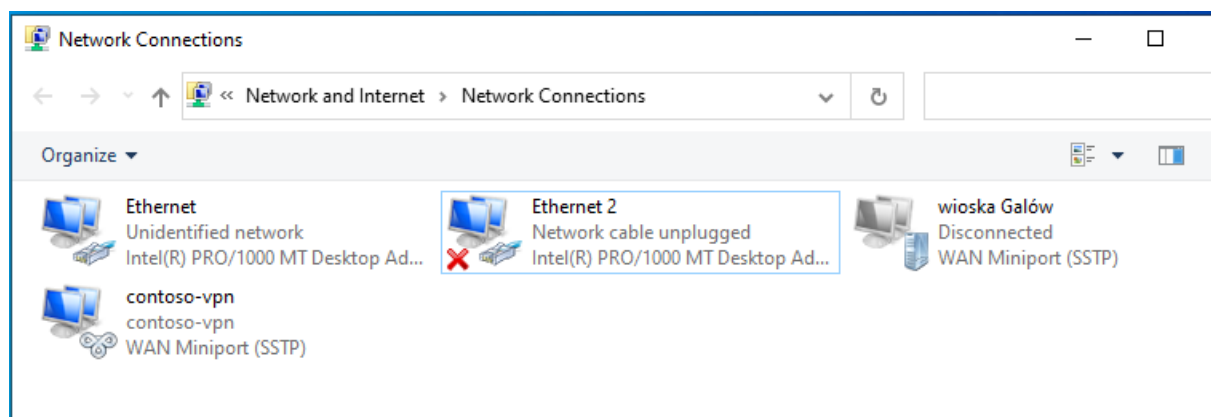 Network Connections
« Network and Internet › Network Connections
Organize
Ethernet
Unidentified network
Intel(R) PRO/1000 MT Desktop Ad...
Ethernet 2
Network cable unplugged
Intel(R) PRO/1000 MT Desktop Ad...
wioska Galów
Disconnected
WAN Miniport (SSTP)
contoso-vpn
contoso-vpn
WAN Miniport (SSTP)